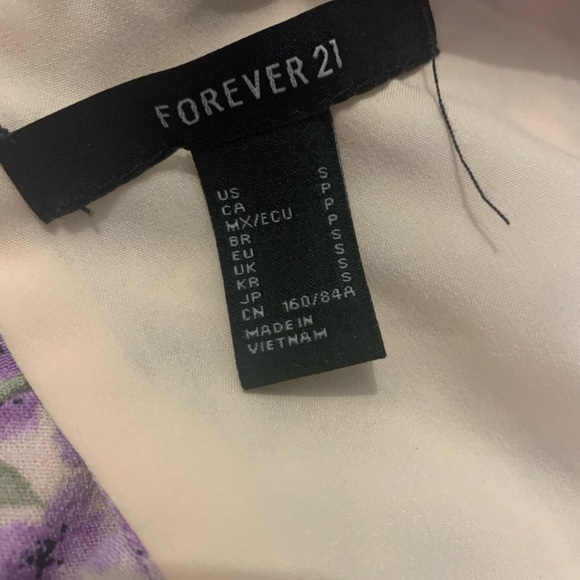 FOREVER 21
US S
CA P
MX/ECU P
BR P
EU S
UK S
KR S
JP S
CN 160/84A
MADE IN
VIETNAM